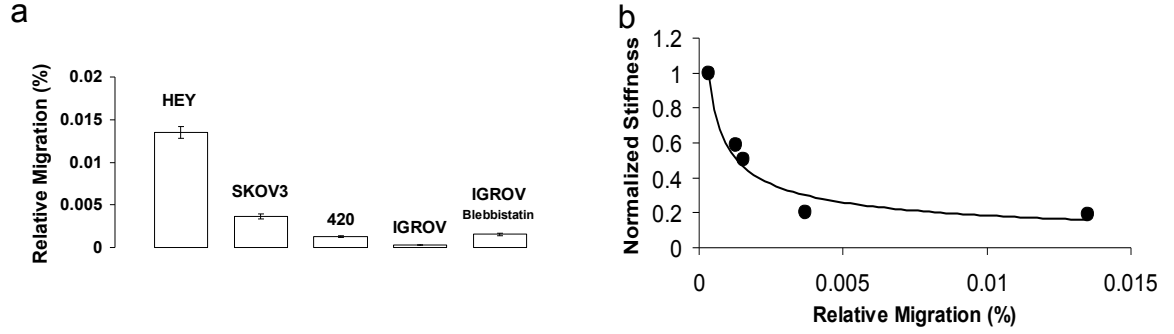 a
Relative Migration (%)
0.02
0.015
0.01
0.005
0
HEY
SKOV3
420
IGROV
IGROV
Blebbistatin
b
Normalized Stiffness
1.2
1
0.8
0.6
0.4
0.2
0
0 0.005 0.01 0.015
Relative Migration (%)